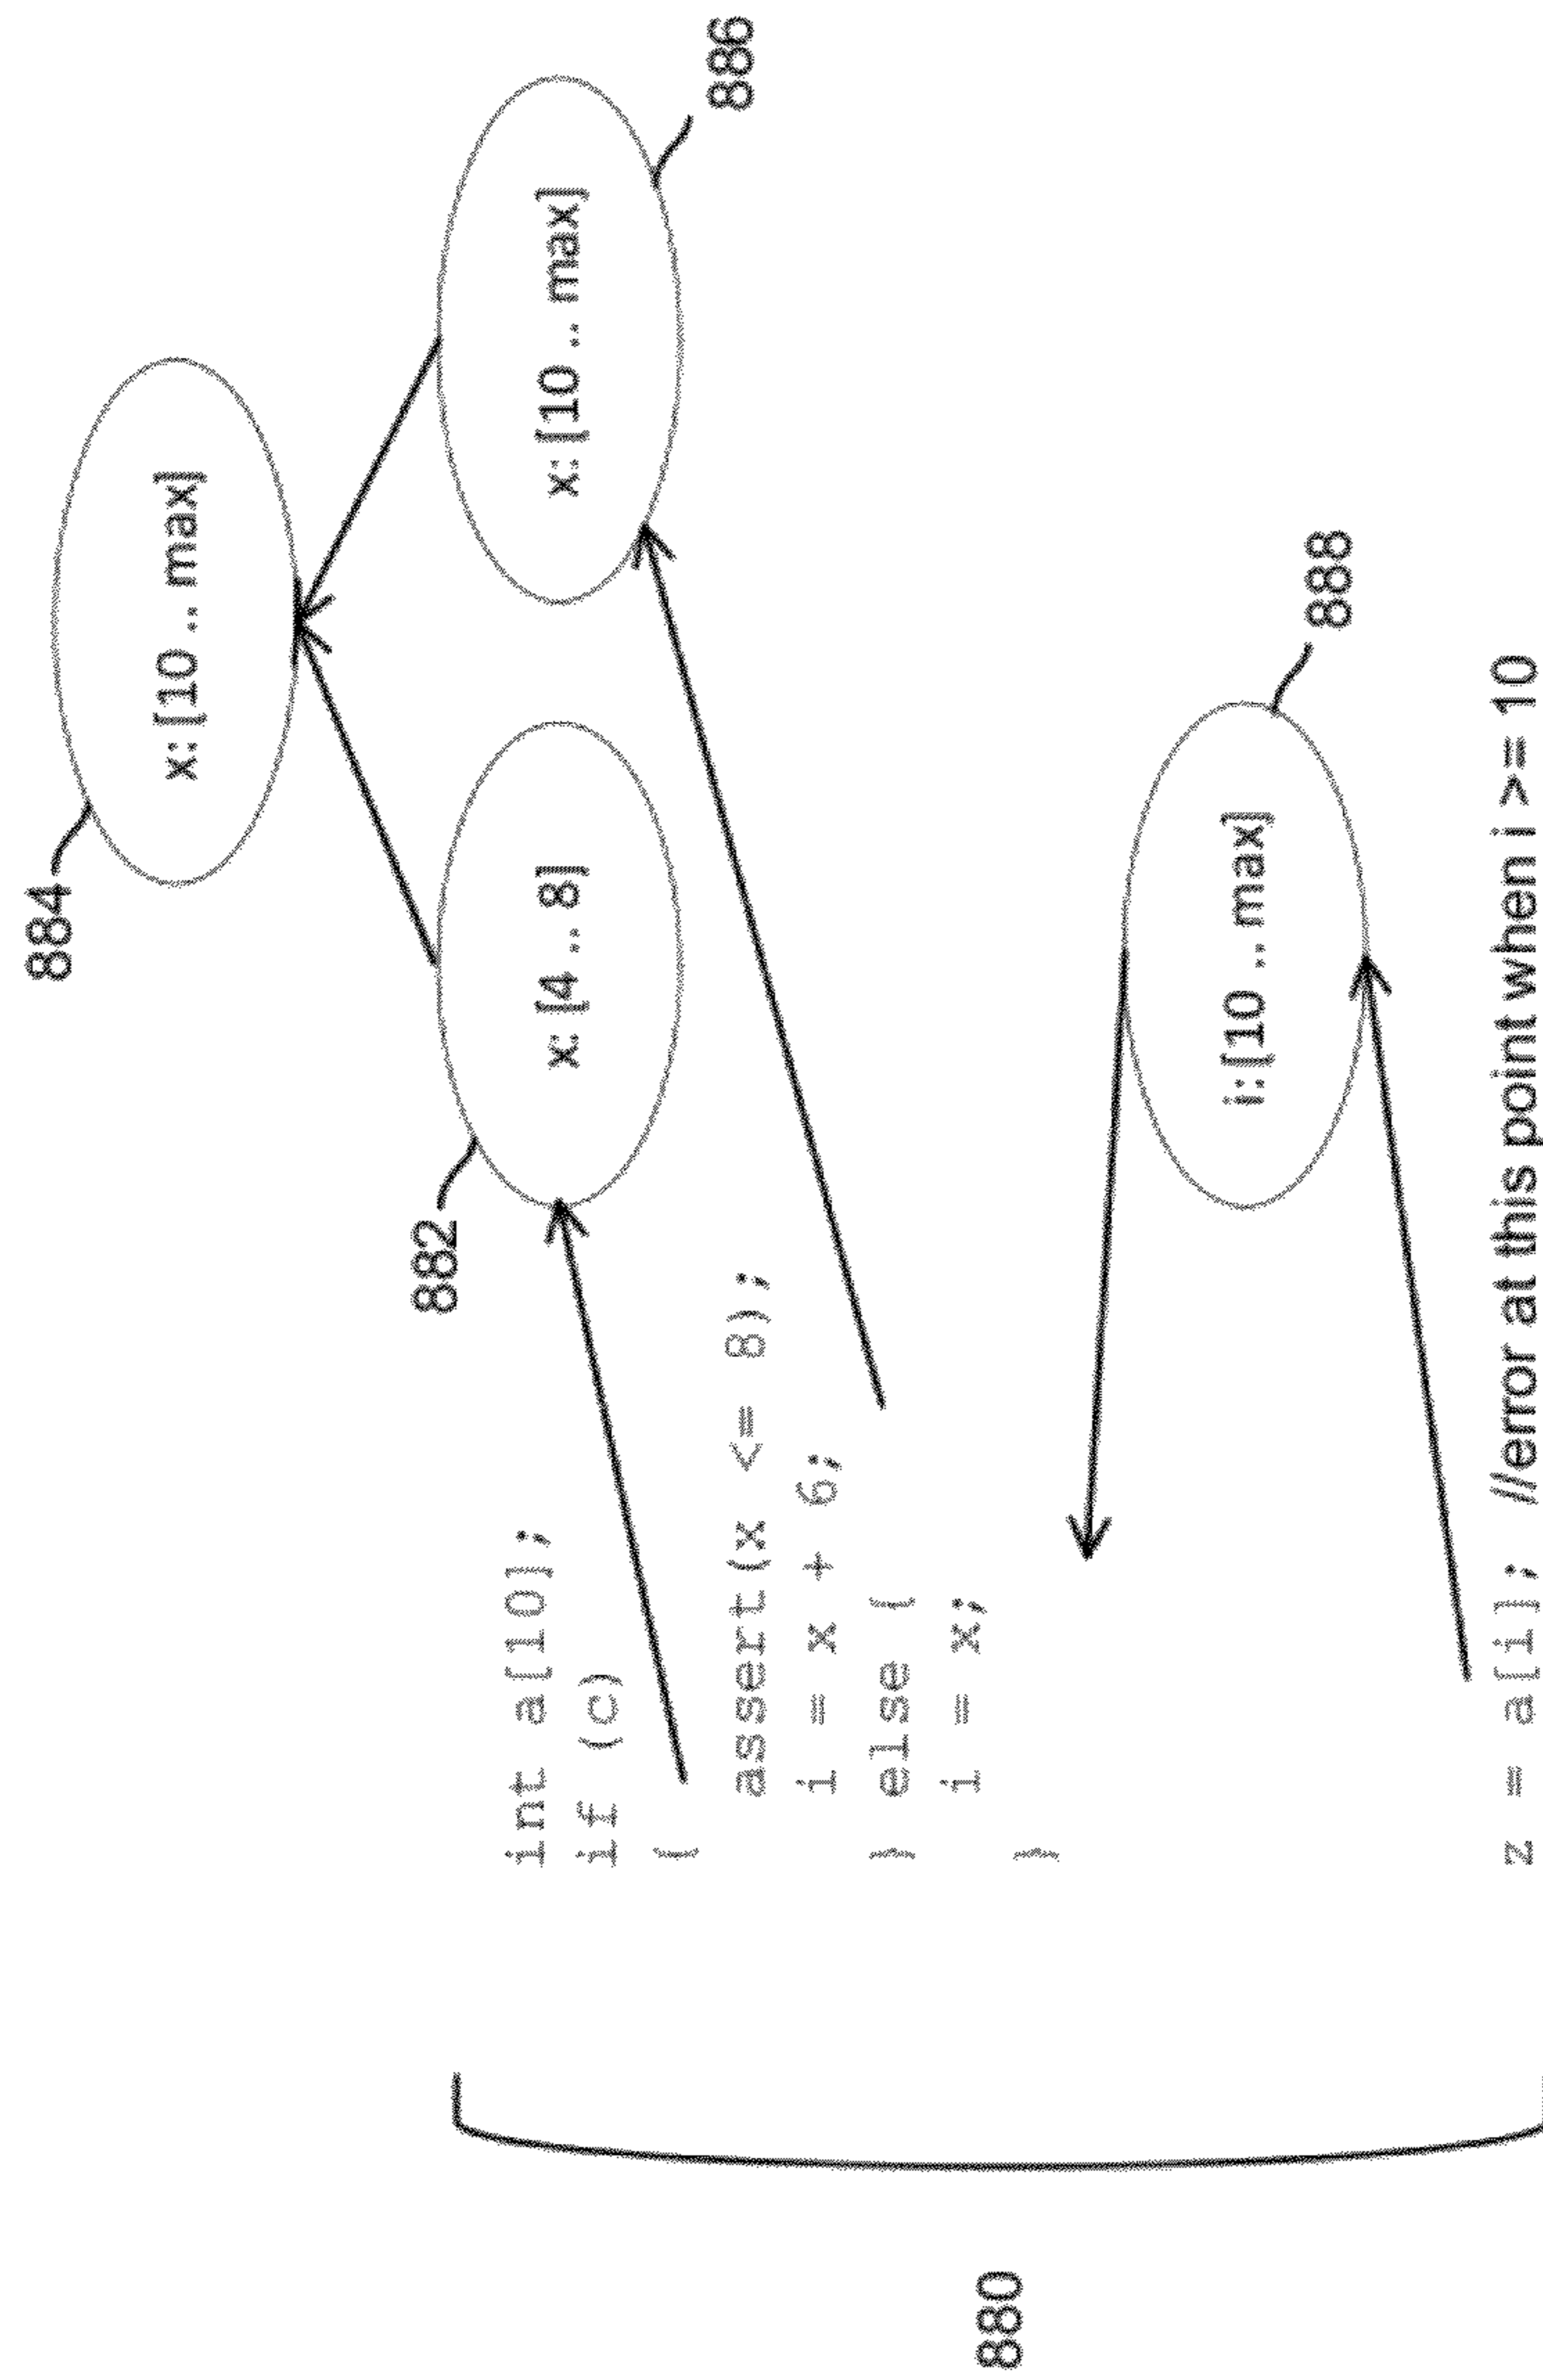 884
x: [10 .. max]
882
x: [4 .. 8]
x: [10 .. max]
886
int a[10];
if (c)
{
assert(x <= 8);
i = x + 6;
} else {
i = x;
}
i: [10 .. max]
888
z = a[i]; //error at this point when i >= 10
880